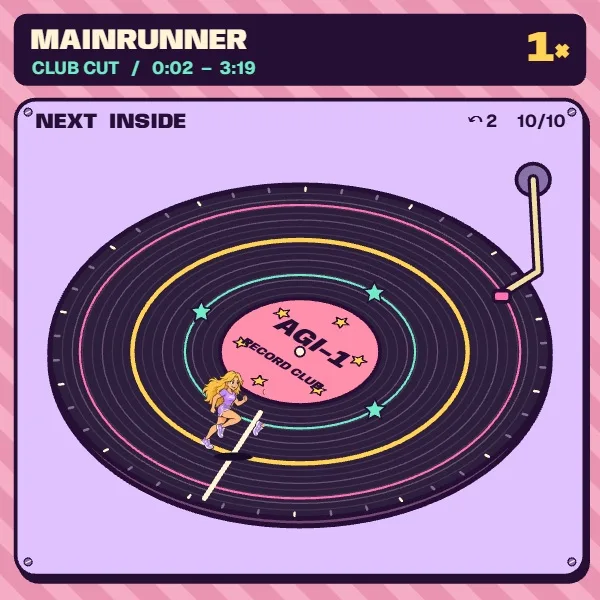 MAINRUNNER
CLUB CUT / 0:02 – 3:19
1×
NEXT INSIDE
2 10/10
AGI-1
RECORD CLUB